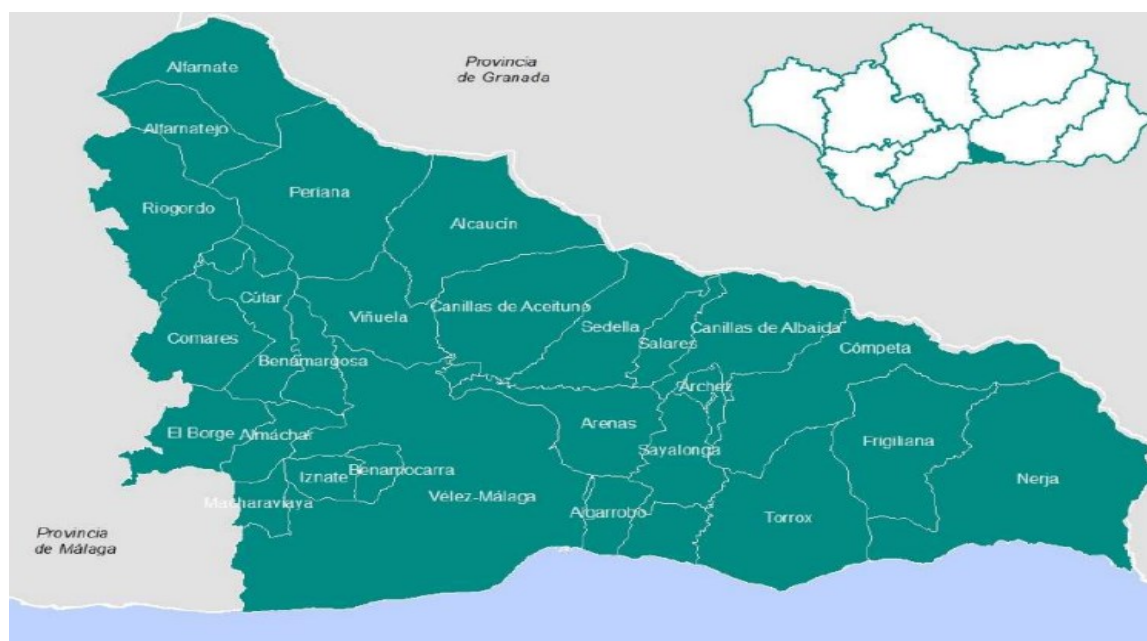 Alfarnate
Provincia
de Granada
Alfarnatejo
Periana
Riogordo
Alcaucín
Cútar
Canillas de Aceituno
Viñuela
Sedella
Canillas de Albaida
Comares
Salares
Cómpeta
Benamargosa
Árchez
El Borge
Almáchar
Arenas
Frigiliana
Sayalonga
Iznate
Benamocarra
Nerja
Macharaviaya
Vélez-Málaga
Algarrobo
Torrox
Provincia
de Málaga